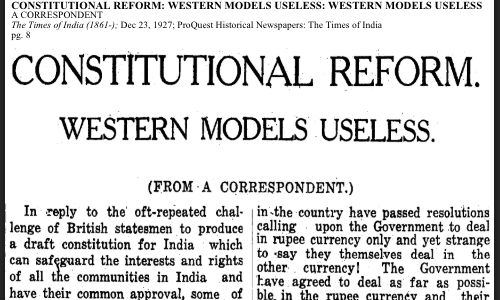 CONSTITUTIONAL REFORM: WESTERN MODELS USELESS: WESTERN MODELS USELESS
A CORRESPONDENT
The Times of India (1861-); Dec 23, 1927; ProQuest Historical Newspapers: The Times of India
pg. 8
CONSTITUTIONAL REFORM.
WESTERN MODELS USELESS.
(FROM A CORRESPONDENT.)
In reply to the oft-repeated chal-
lenge of British statesmen to produce
a draft constitution for India which
can safeguard the interests and rights
of all the communities in India and
have their common approval, some of
in the country have passed resolutions
calling upon the Government to deal
in rupee currency only and yet strange
to say they themselves deal in the
other currency! The Government
have agreed to deal as far as possi-
ble in the rupee currency and their